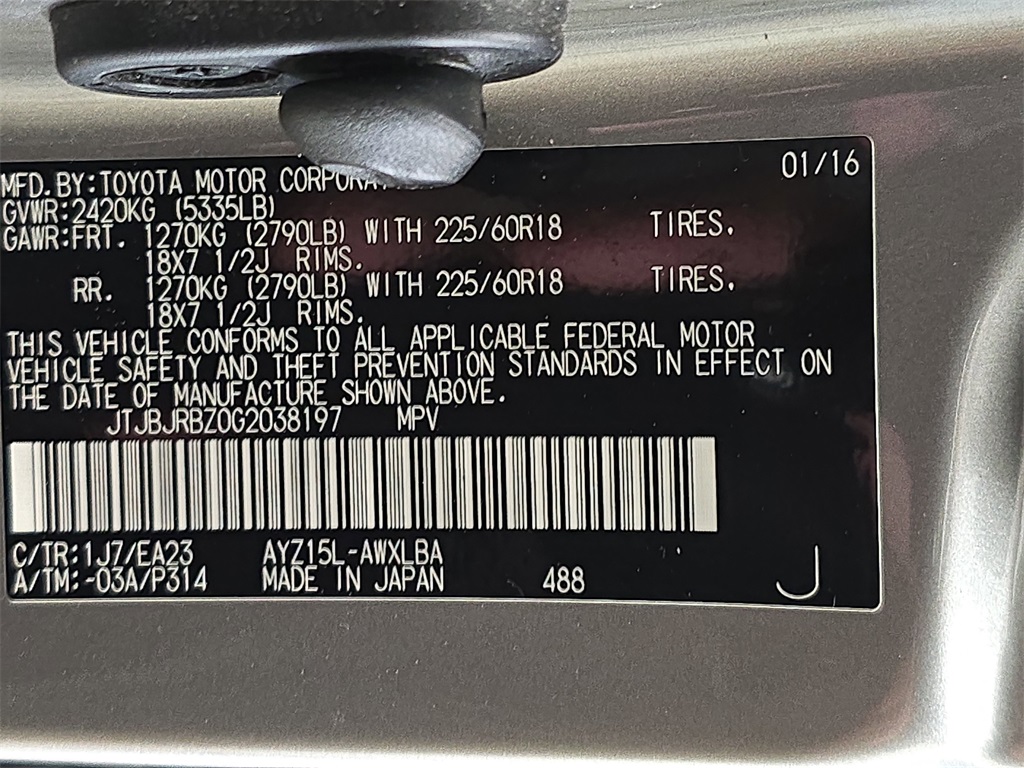 01/16
MFD. BY: TOYOTA MOTOR
GVWR: 2420KG (5335LB)
GAWR: FRT. 1270KG (2790LB) WITH 225/60R18 TIRES.
18X7 1/2J RIMS.
RR. 1270KG (2790LB) WITH 225/60R18 TIRES.
18X7 1/2J RIMS.
THIS VEHICLE CONFORMS TO ALL APPLICABLE FEDERAL MOTOR
VEHICLE SAFETY AND THEFT PREVENTION STANDARDS IN EFFECT ON
THE DATE OF MANUFACTURE SHOWN ABOVE.
JTJBJRBZ0G2038197 MPV
C/TR: 1J7/EA23 AYZ15L-AWXLBA
A/TM: -03A/P314 MADE IN JAPAN 488 J